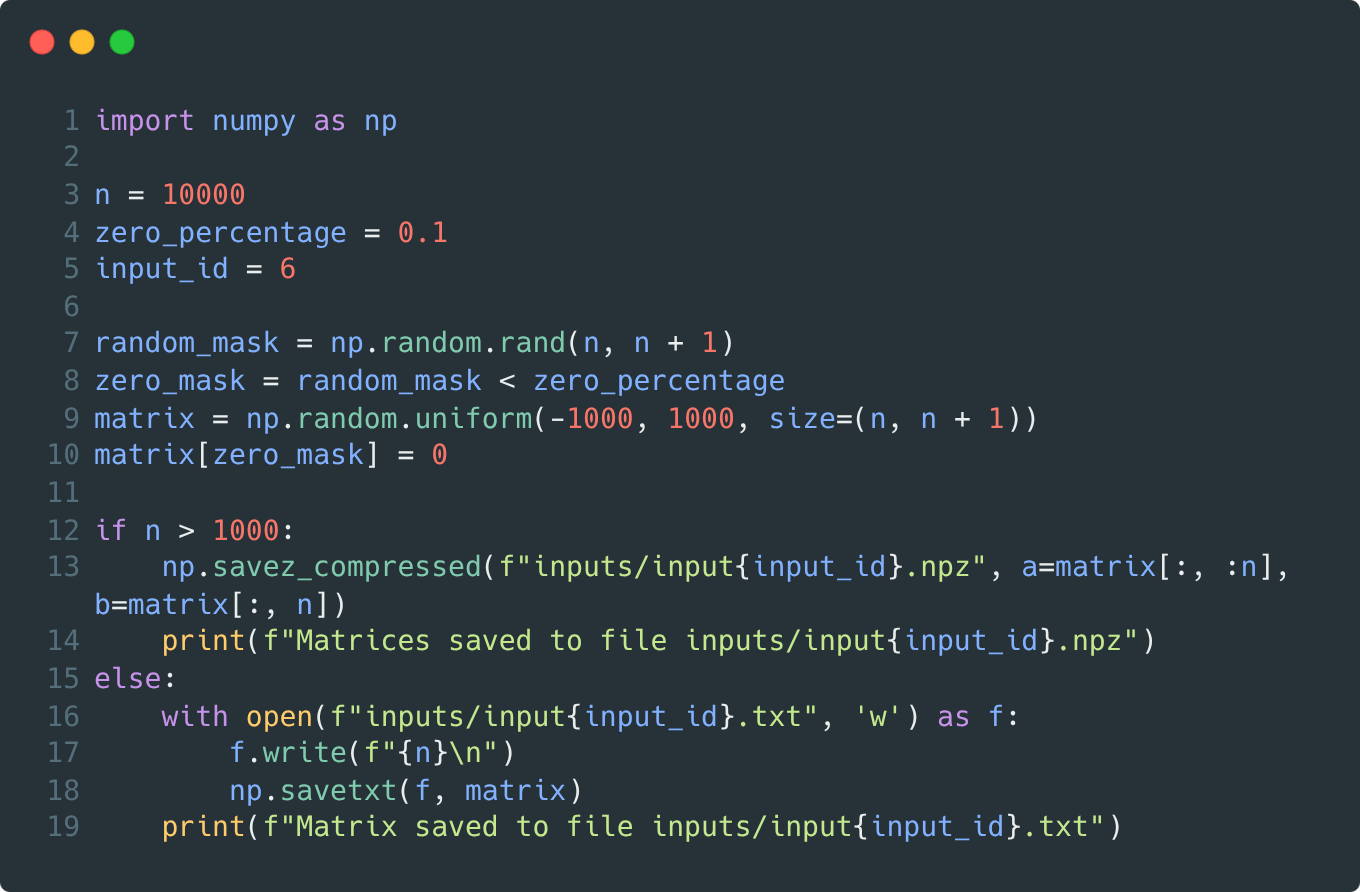 1 import numpy as np
2
3 n = 10000
4 zero_percentage = 0.1
5 input_id = 6
6
7 random_mask = np.random.rand(n, n + 1)
8 zero_mask = random_mask < zero_percentage
9 matrix = np.random.uniform(-1000, 1000, size=(n, n + 1))
10 matrix[zero_mask] = 0
11
12 if n > 1000:
13     np.savez_compressed(f"inputs/input{input_id}.npz", a=matrix[:, :n],
b=matrix[:, n])
14     print(f"Matrices saved to file inputs/input{input_id}.npz")
15 else:
16     with open(f"inputs/input{input_id}.txt", 'w') as f:
17         f.write(f"{n}\n")
18         np.savetxt(f, matrix)
19     print(f"Matrix saved to file inputs/input{input_id}.txt")